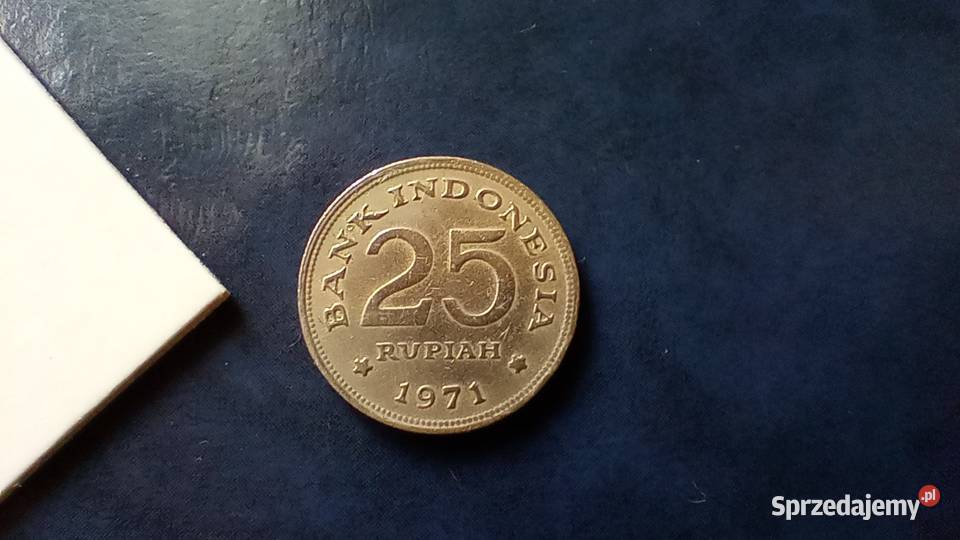 BANK INDONESIA
25
RUPIAH
1971
Sprzedajemy.pl